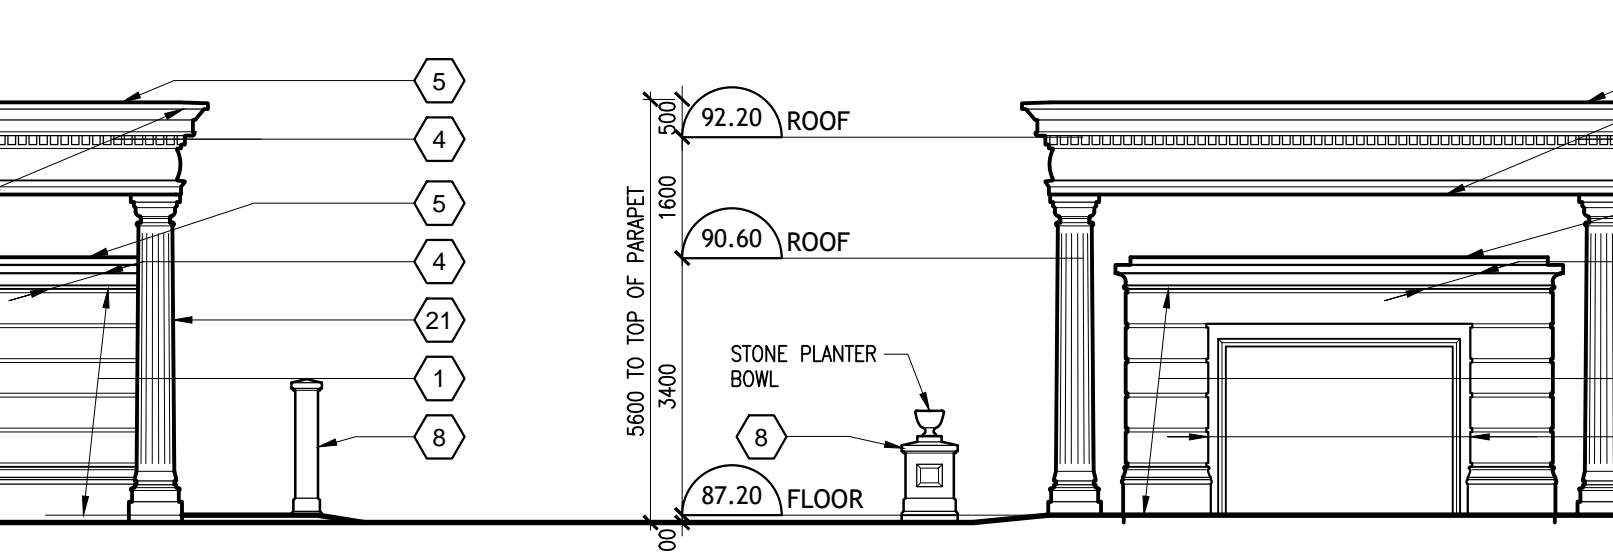 5
4
5
4
21
1
8
5600 TO TOP OF PARAPET
500
1600
3400
00
92.20 ROOF
90.60 ROOF
87.20 FLOOR
STONE PLANTER
BOWL
8